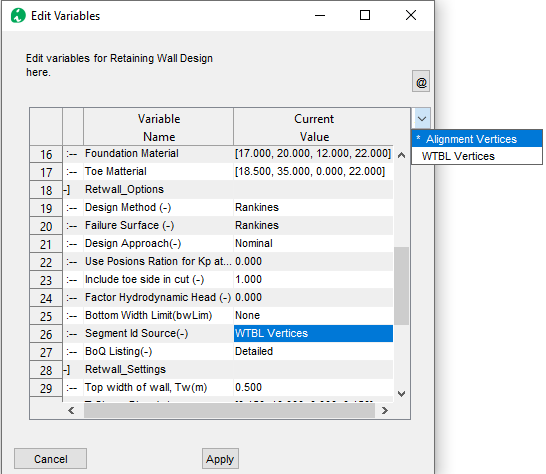 Edit Variables
Edit variables for Retaining Wall Design
here.
@
Variable Name Current Value
* Alignment Vertices
WTBL Vertices
16 :-- Foundation Material [17.000, 20.000, 12.000, 22.000]
17 :-- Toe Matterial [18.500, 35.000, 0.000, 22.000]
18 -] Retwall_Options
19 :-- Design Method (-) Rankines
20 :-- Failure Surface (-) Rankines
21 :-- Design Approach(-) Nominal
22 :-- Use Posions Ration for Kp at... 0.000
23 :-- Include toe side in cut (-) 1.000
24 :-- Factor Hydrodynamic Head (-) 0.000
25 :-- Bottom Width Limit(bwLim) None
26 :-- Segment Id Source(-) WTBL Vertices
27 :-- BoQ Listing(-) Detailed
28 -] Retwall_Settings
29 :-- Top width of wall, Tw(m) 0.500
Cancel Apply